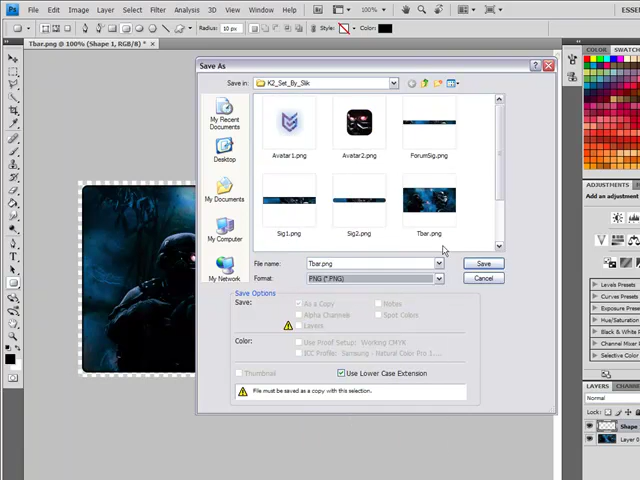 Ps File Edit Image Layer Select Filter Analysis 3D View Window Help Br 100% ESSEN
Radius: 10 px Style: Color:
Tbar.png @ 100% (Shape 1, RGB/8) * ×
Save As
Save in: K2_Set_By_Slik
My Recent
Documents
Desktop
My Documents
My Computer
My Network
Avatar1.png Avatar2.png ForumSig.png
Sig1.png Sig2.png Tbar.png
File name: Tbar.png Save
Format: PNG (*.PNG) Cancel
Save Options
Save: As a Copy Notes
Alpha Channels Spot Colors
Layers
Color: Use Proof Setup: Working CMYK
ICC Profile: Samsung - Natural Color Pro 1....
Thumbnail Use Lower Case Extension
File must be saved as a copy with this selection.
COLOR SWATCH
ADJUSTMENTS
Levels Presets
Curves Presets
Exposure Preset
Hue/Saturation
Black & White P
Channel Mixer
Selective Color
LAYERS CHANNE
Normal
Lock:
Shape
Layer 0